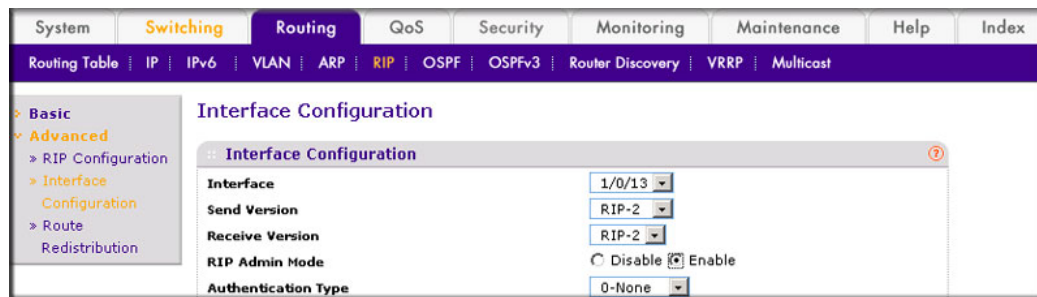 System Switching Routing QoS Security Monitoring Maintenance Help Index
Routing Table IP IPv6 VLAN ARP RIP OSPF OSPFv3 Router Discovery VRRP Multicast
Basic
Advanced
» RIP Configuration
» Interface
Configuration
» Route
Redistribution
Interface Configuration
Interface Configuration ?
Interface 1/0/13
Send Version RIP-2
Receive Version RIP-2
RIP Admin Mode Disable Enable
Authentication Type 0-None